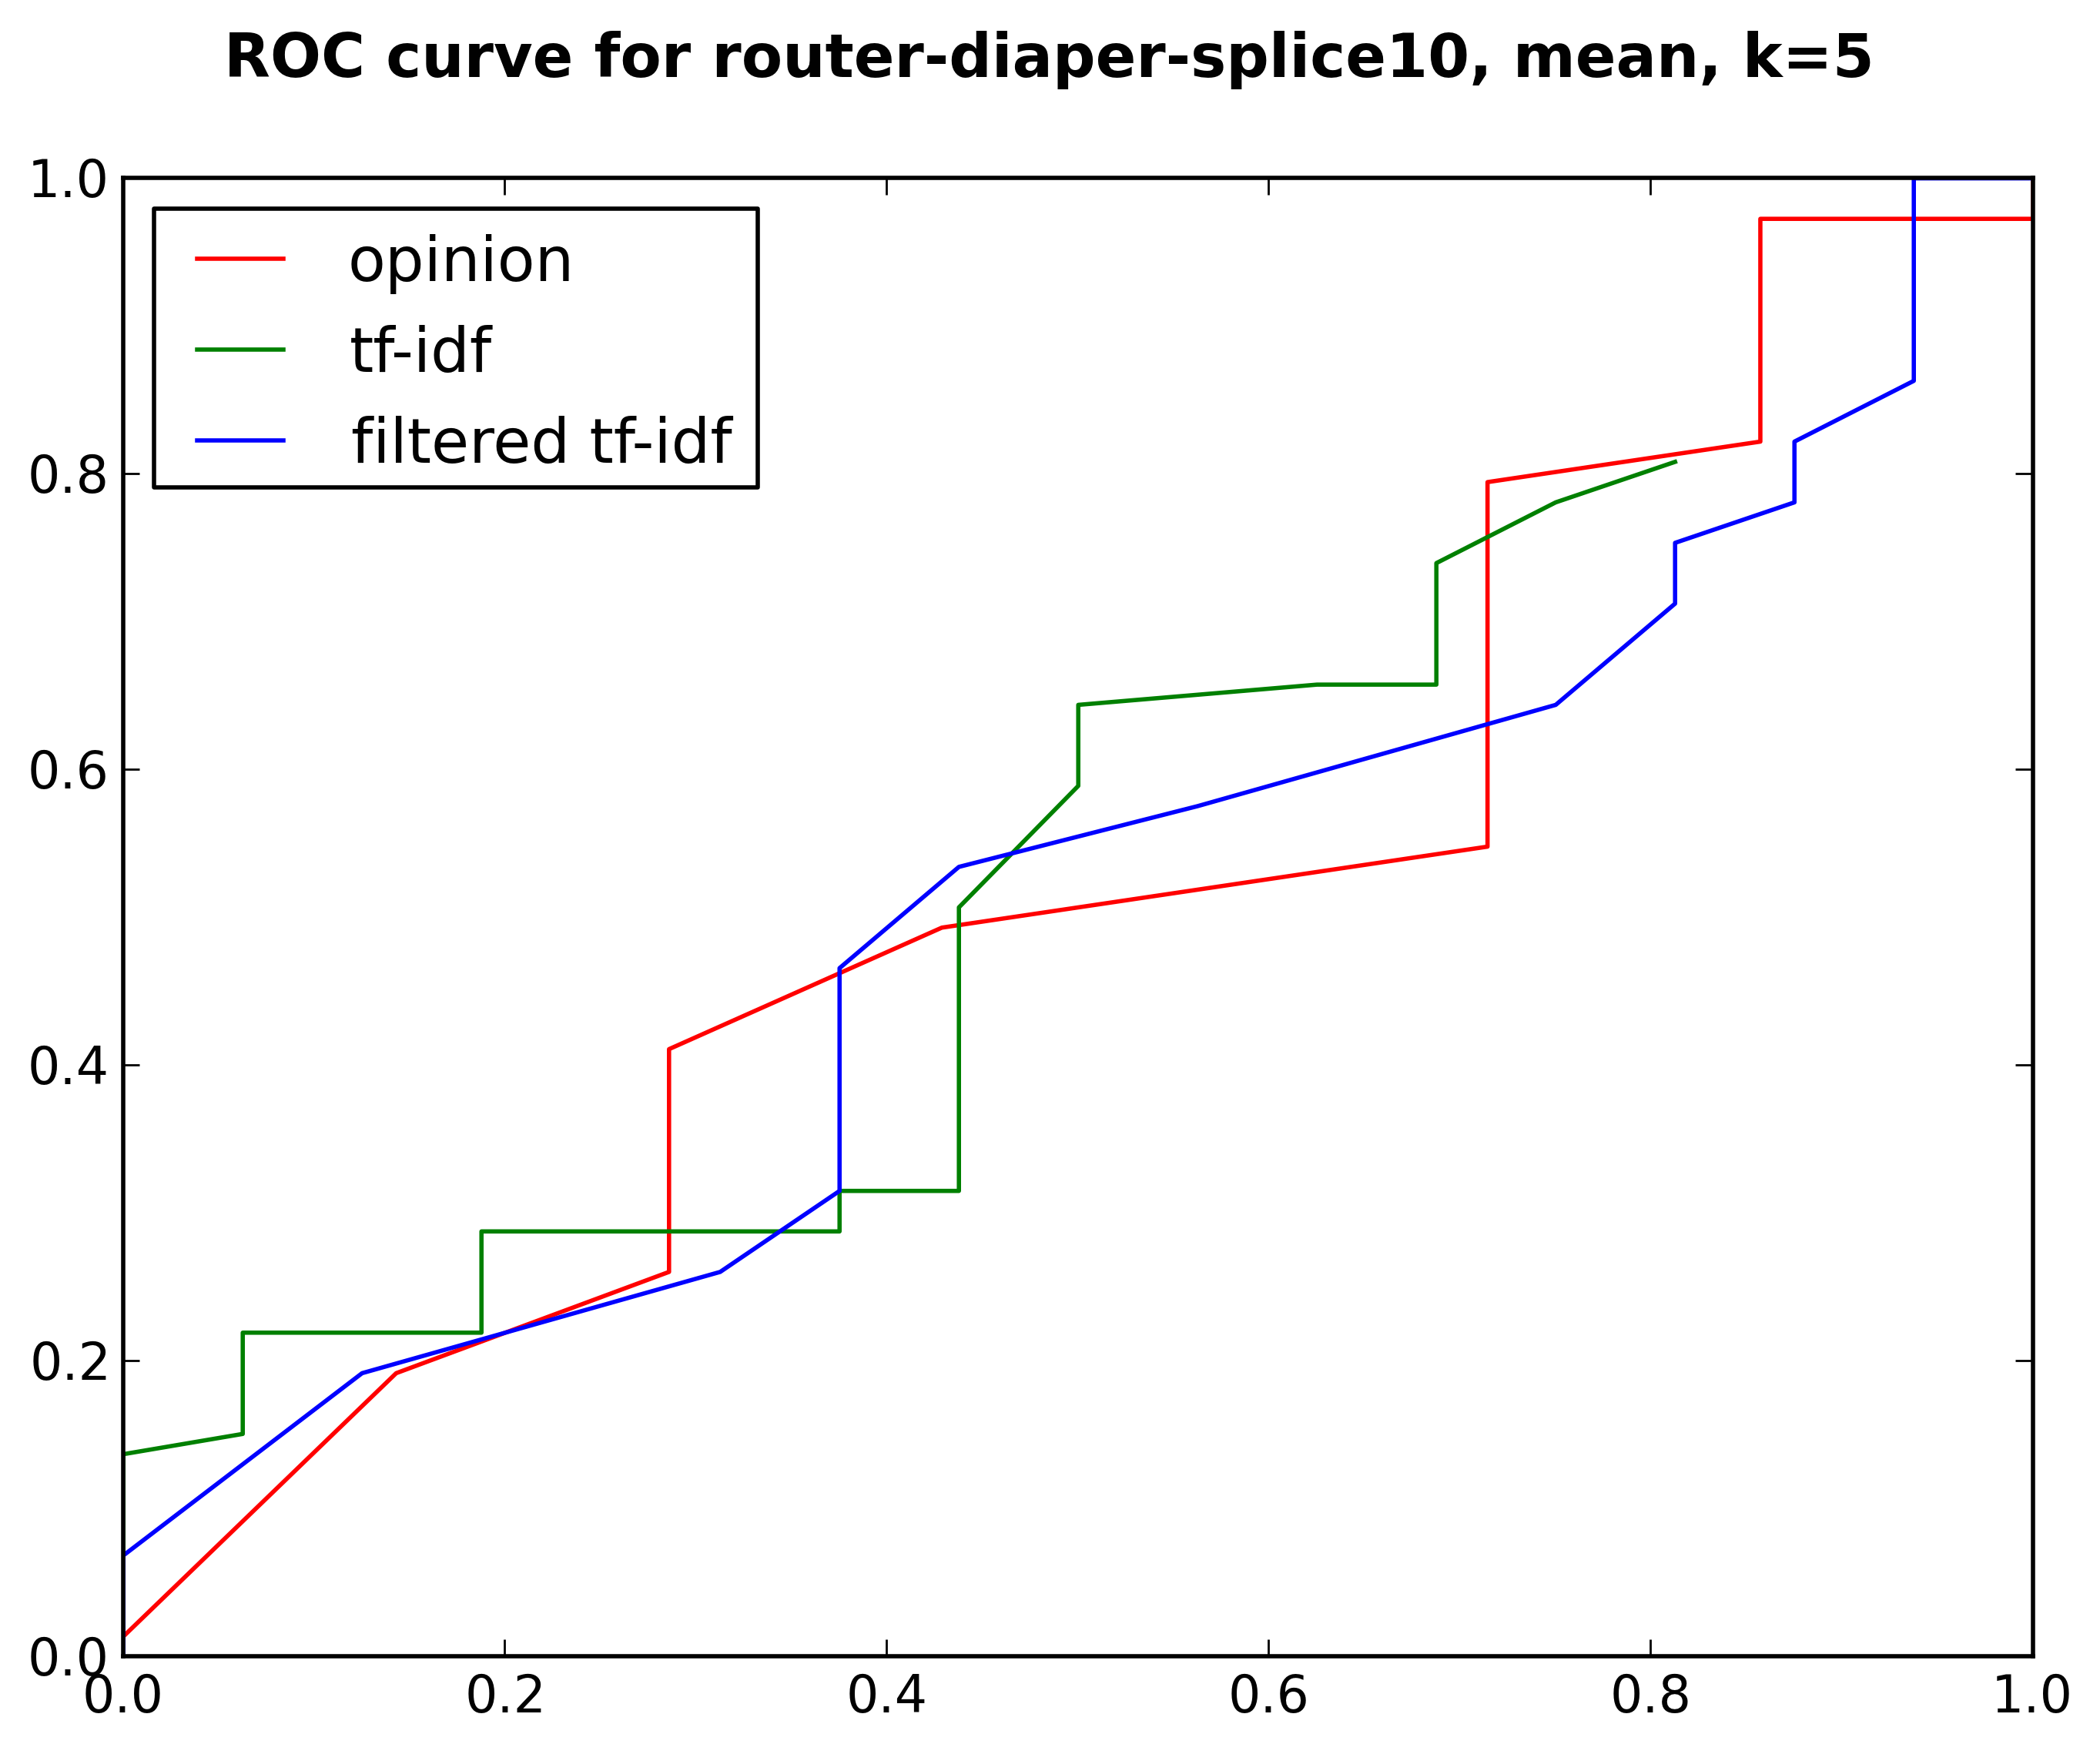 ROC curve for router-diaper-splice10, mean, k=5
1.0
opinion
tf-idf
filtered tf-idf
0.8
0.6
0.4
0.2
0.0
0.0 0.2 0.4 0.6 0.8 1.0